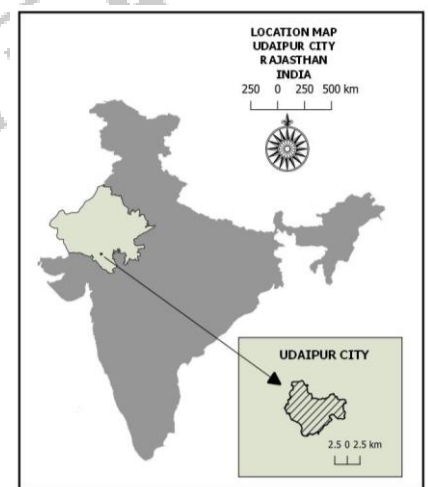 LOCATION MAP
UDAIPUR CITY
RAJASTHAN
INDIA
250 0 250 500 km
UDAIPUR CITY
2.5 0 2.5 km